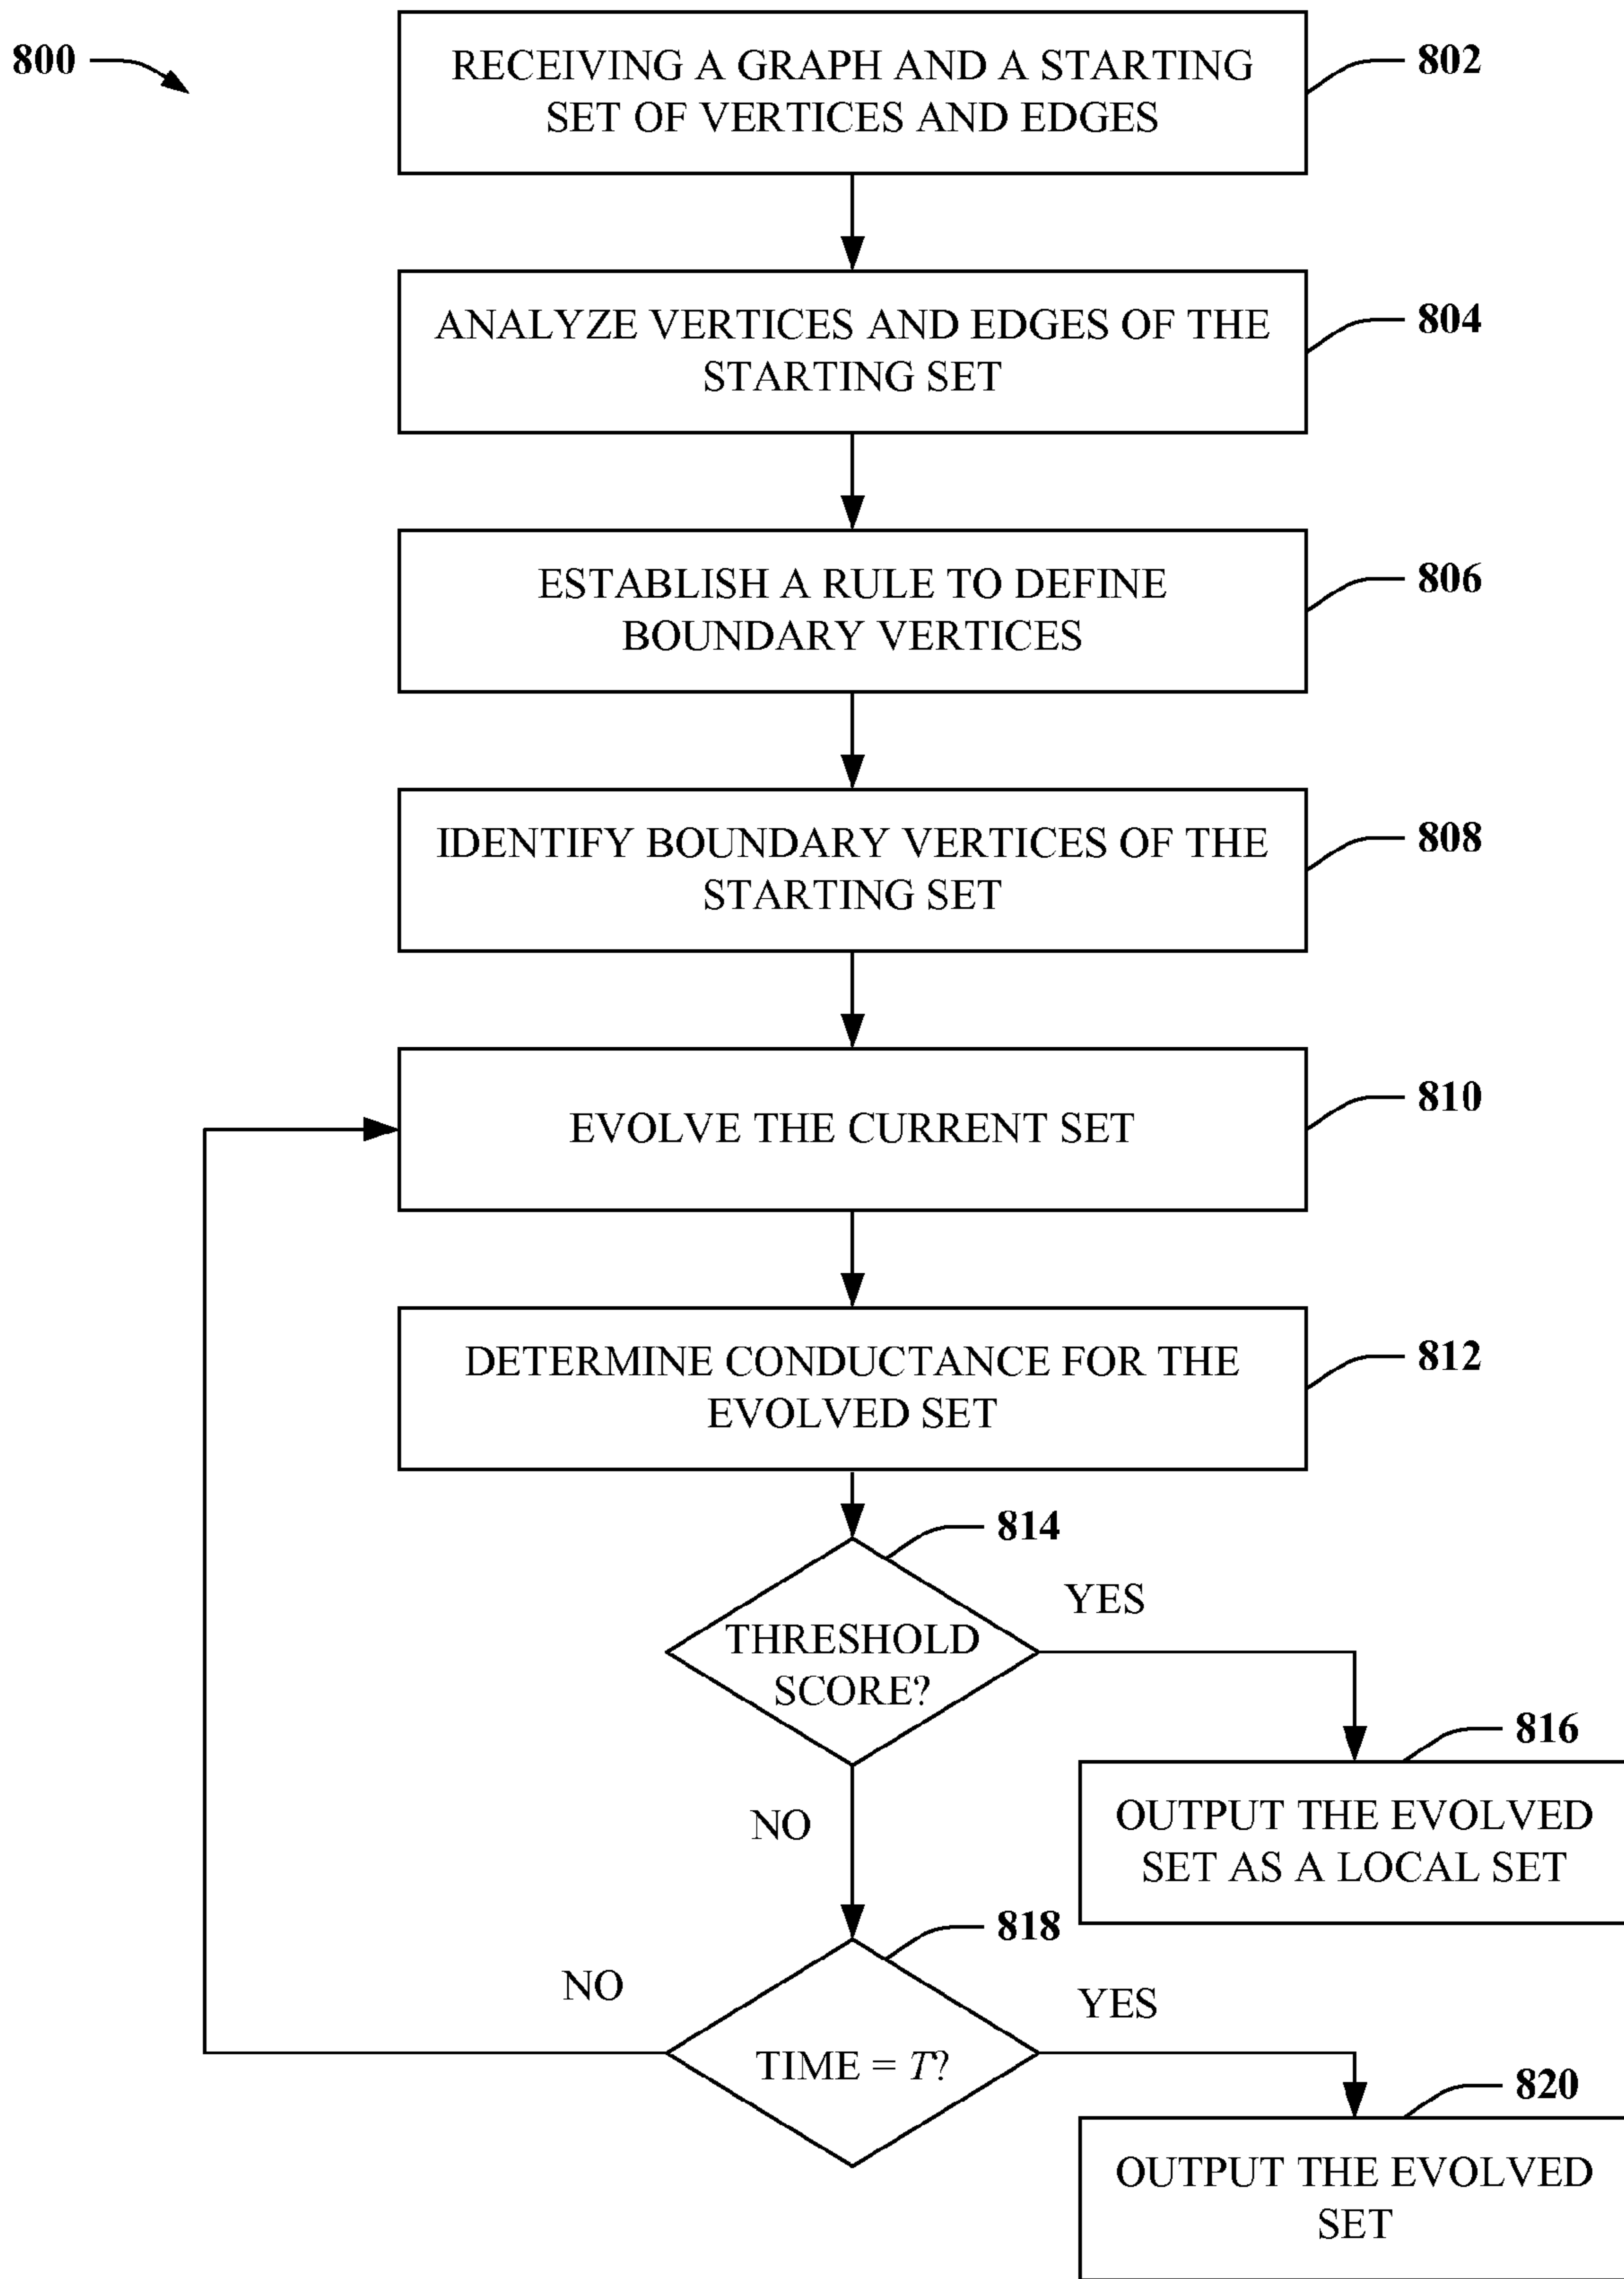 800
RECEIVING A GRAPH AND A STARTING
SET OF VERTICES AND EDGES
802
ANALYZE VERTICES AND EDGES OF THE
STARTING SET
804
ESTABLISH A RULE TO DEFINE
BOUNDARY VERTICES
806
IDENTIFY BOUNDARY VERTICES OF THE
STARTING SET
808
EVOLVE THE CURRENT SET
810
DETERMINE CONDUCTANCE FOR THE
EVOLVED SET
812
814
THRESHOLD
SCORE?
YES
816
OUTPUT THE EVOLVED
SET AS A LOCAL SET
NO
818
TIME = T?
NO
YES
820
OUTPUT THE EVOLVED
SET